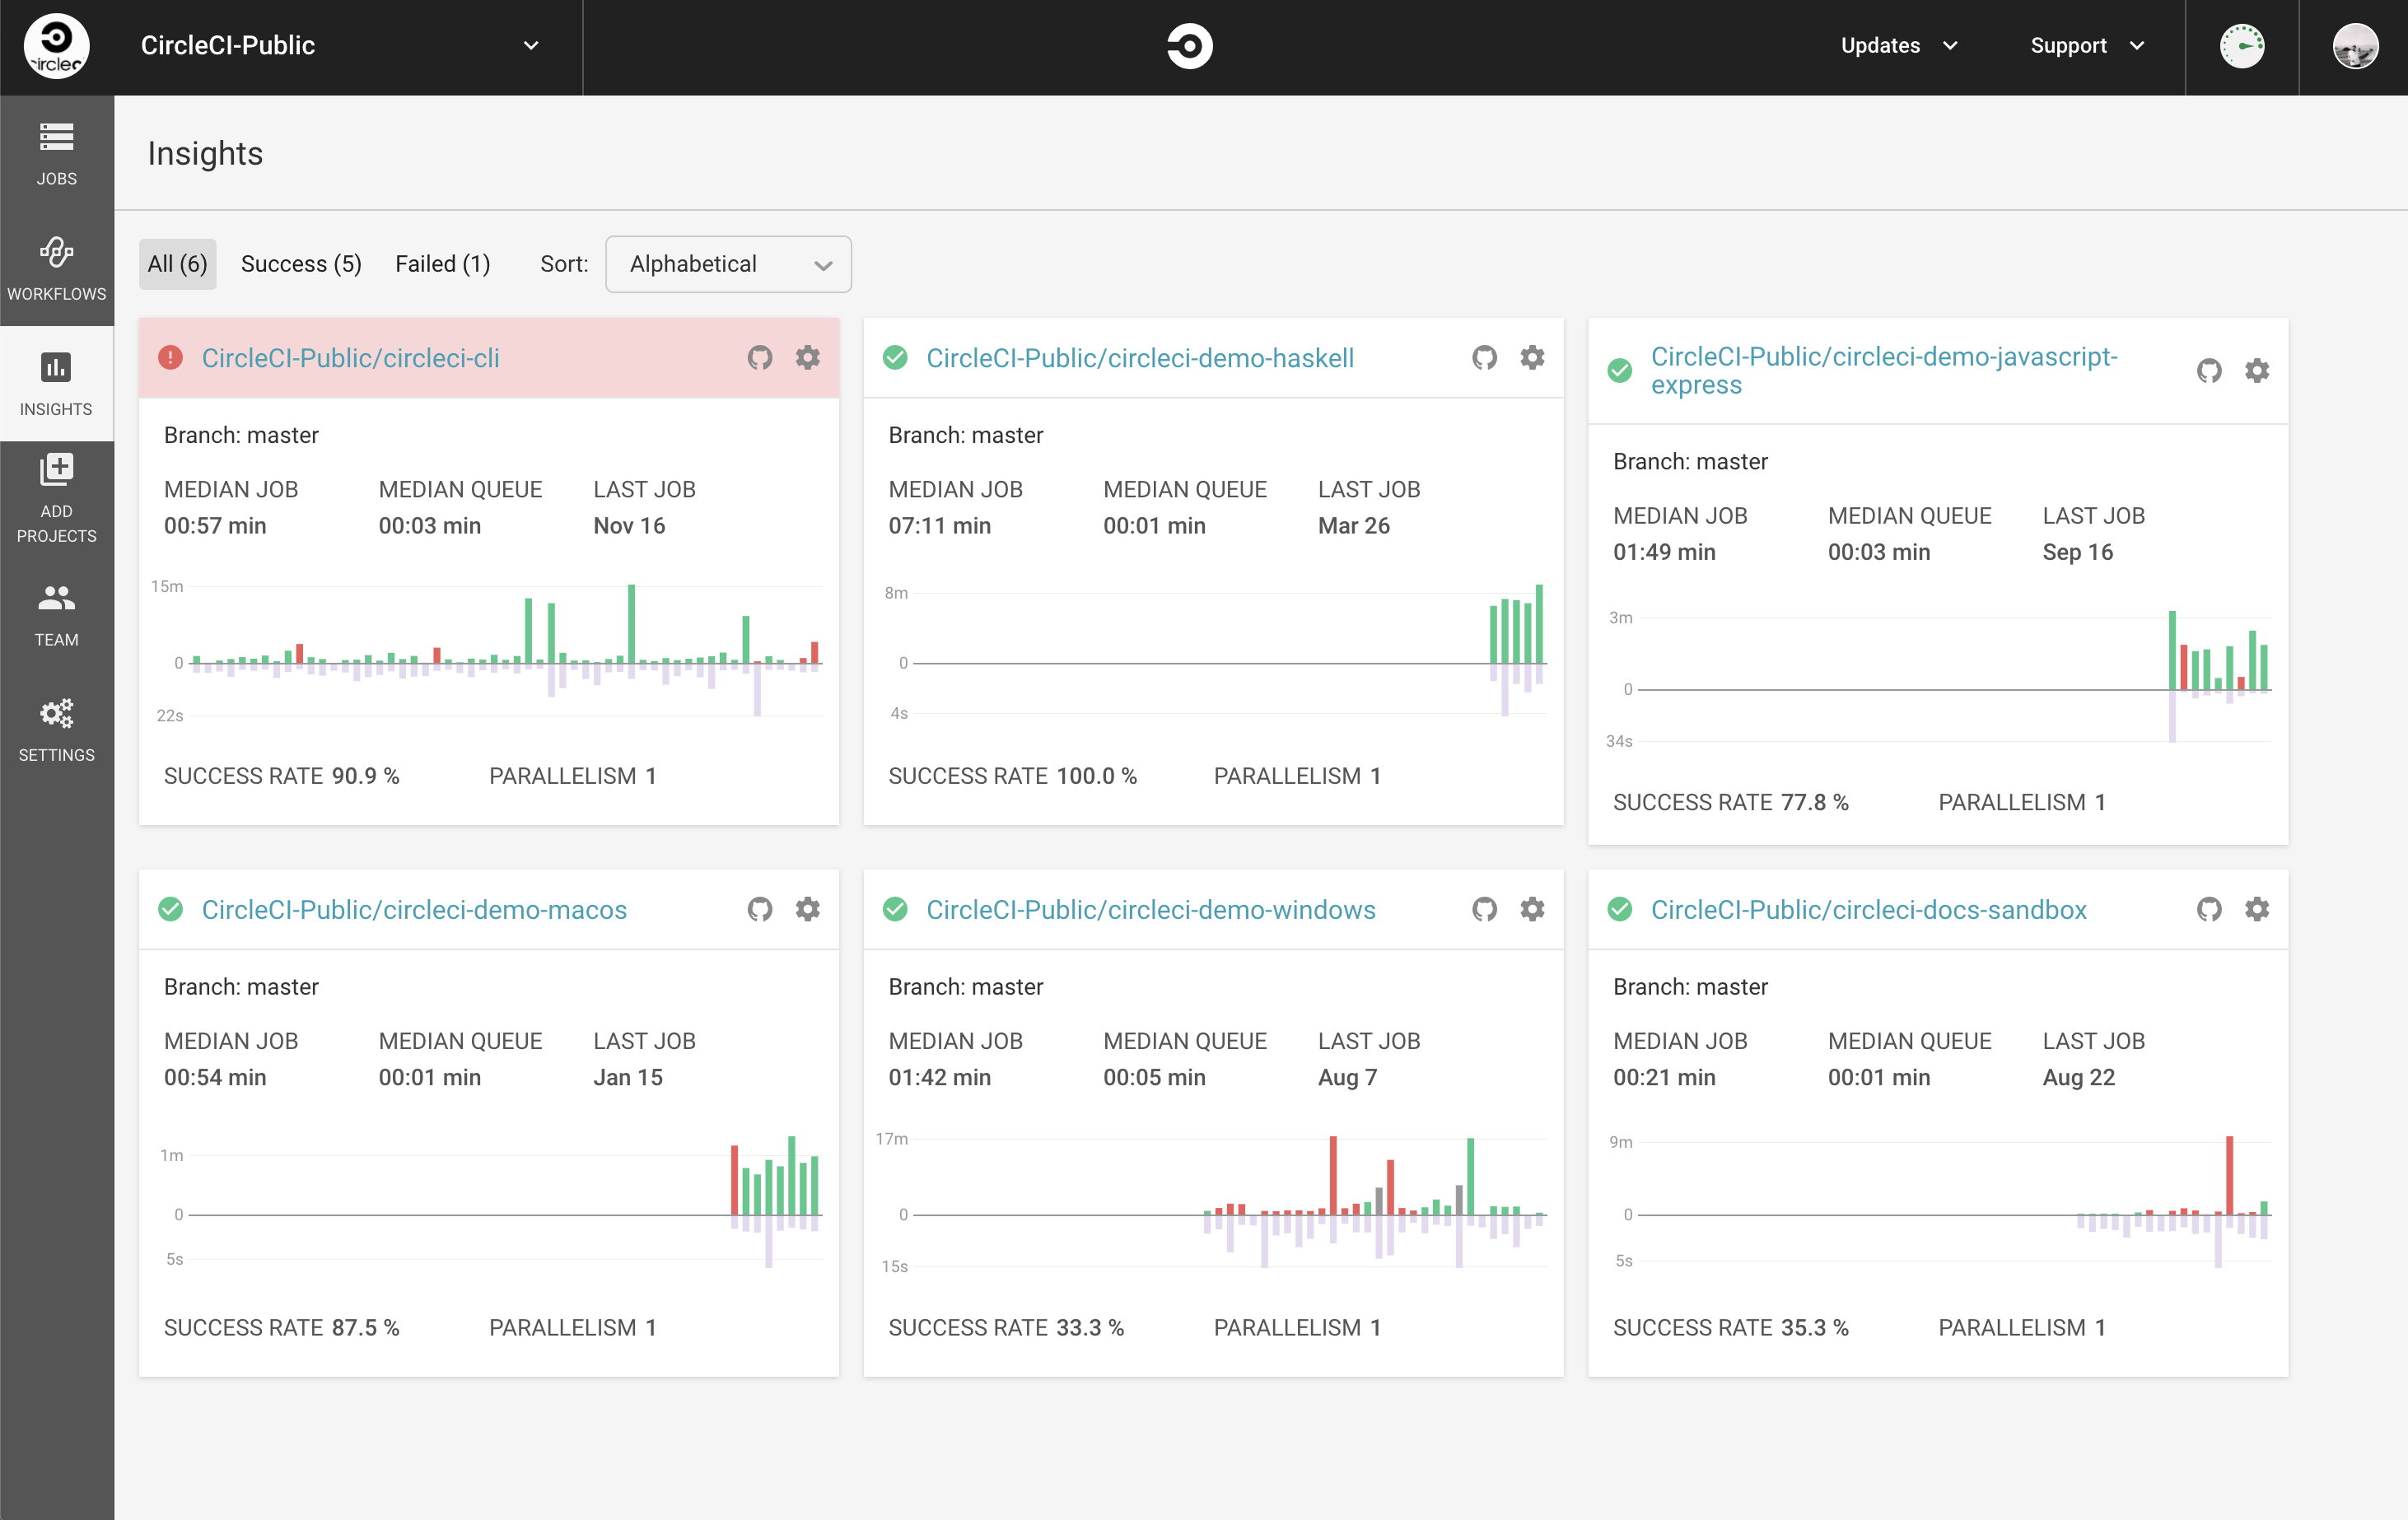 circlec
CircleCI-Public
Updates
Support
JOBS
WORKFLOWS
INSIGHTS
ADD
PROJECTS
TEAM
SETTINGS
Insights
All (6) Success (5) Failed (1) Sort: Alphabetical
CircleCI-Public/circleci-cli
Branch: master
MEDIAN JOB MEDIAN QUEUE LAST JOB
00:57 min 00:03 min Nov 16
15m
0
22s
SUCCESS RATE 90.9 % PARALLELISM 1
CircleCI-Public/circleci-demo-haskell
Branch: master
MEDIAN JOB MEDIAN QUEUE LAST JOB
07:11 min 00:01 min Mar 26
8m
0
4s
SUCCESS RATE 100.0 % PARALLELISM 1
CircleCI-Public/circleci-demo-javascript-
express
Branch: master
MEDIAN JOB MEDIAN QUEUE LAST JOB
01:49 min 00:03 min Sep 16
3m
0
34s
SUCCESS RATE 77.8 % PARALLELISM 1
CircleCI-Public/circleci-demo-macos
Branch: master
MEDIAN JOB MEDIAN QUEUE LAST JOB
00:54 min 00:01 min Jan 15
1m
0
5s
SUCCESS RATE 87.5 % PARALLELISM 1
CircleCI-Public/circleci-demo-windows
Branch: master
MEDIAN JOB MEDIAN QUEUE LAST JOB
01:42 min 00:05 min Aug 7
17m
0
15s
SUCCESS RATE 33.3 % PARALLELISM 1
CircleCI-Public/circleci-docs-sandbox
Branch: master
MEDIAN JOB MEDIAN QUEUE LAST JOB
00:21 min 00:01 min Aug 22
9m
0
5s
SUCCESS RATE 35.3 % PARALLELISM 1